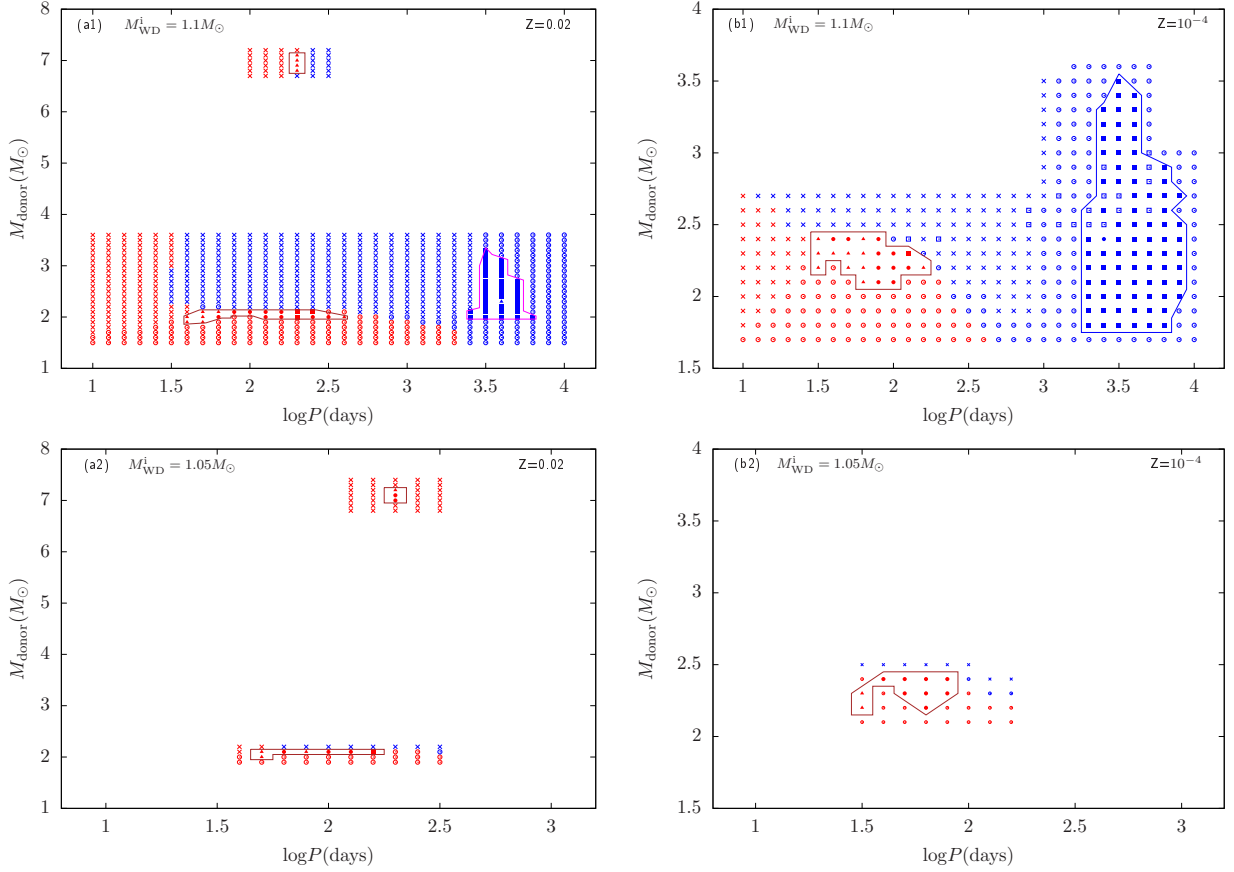 (a1) M^i_WD = 1.1M_⊙ Z=0.02
8
7
6
5
4
3
2
1
M_donor(M_⊙)
1 1.5 2 2.5 3 3.5 4
logP(days)
(b1) M^i_WD = 1.1M_⊙ Z=10^-4
4
3.5
3
2.5
2
1.5
M_donor(M_⊙)
1 1.5 2 2.5 3 3.5 4
logP(days)
(a2) M^i_WD = 1.05M_⊙ Z=0.02
8
7
6
5
4
3
2
1
M_donor(M_⊙)
1 1.5 2 2.5 3
logP(days)
(b2) M^i_WD = 1.05M_⊙ Z=10^-4
4
3.5
3
2.5
2
1.5
M_donor(M_⊙)
1 1.5 2 2.5 3
logP(days)